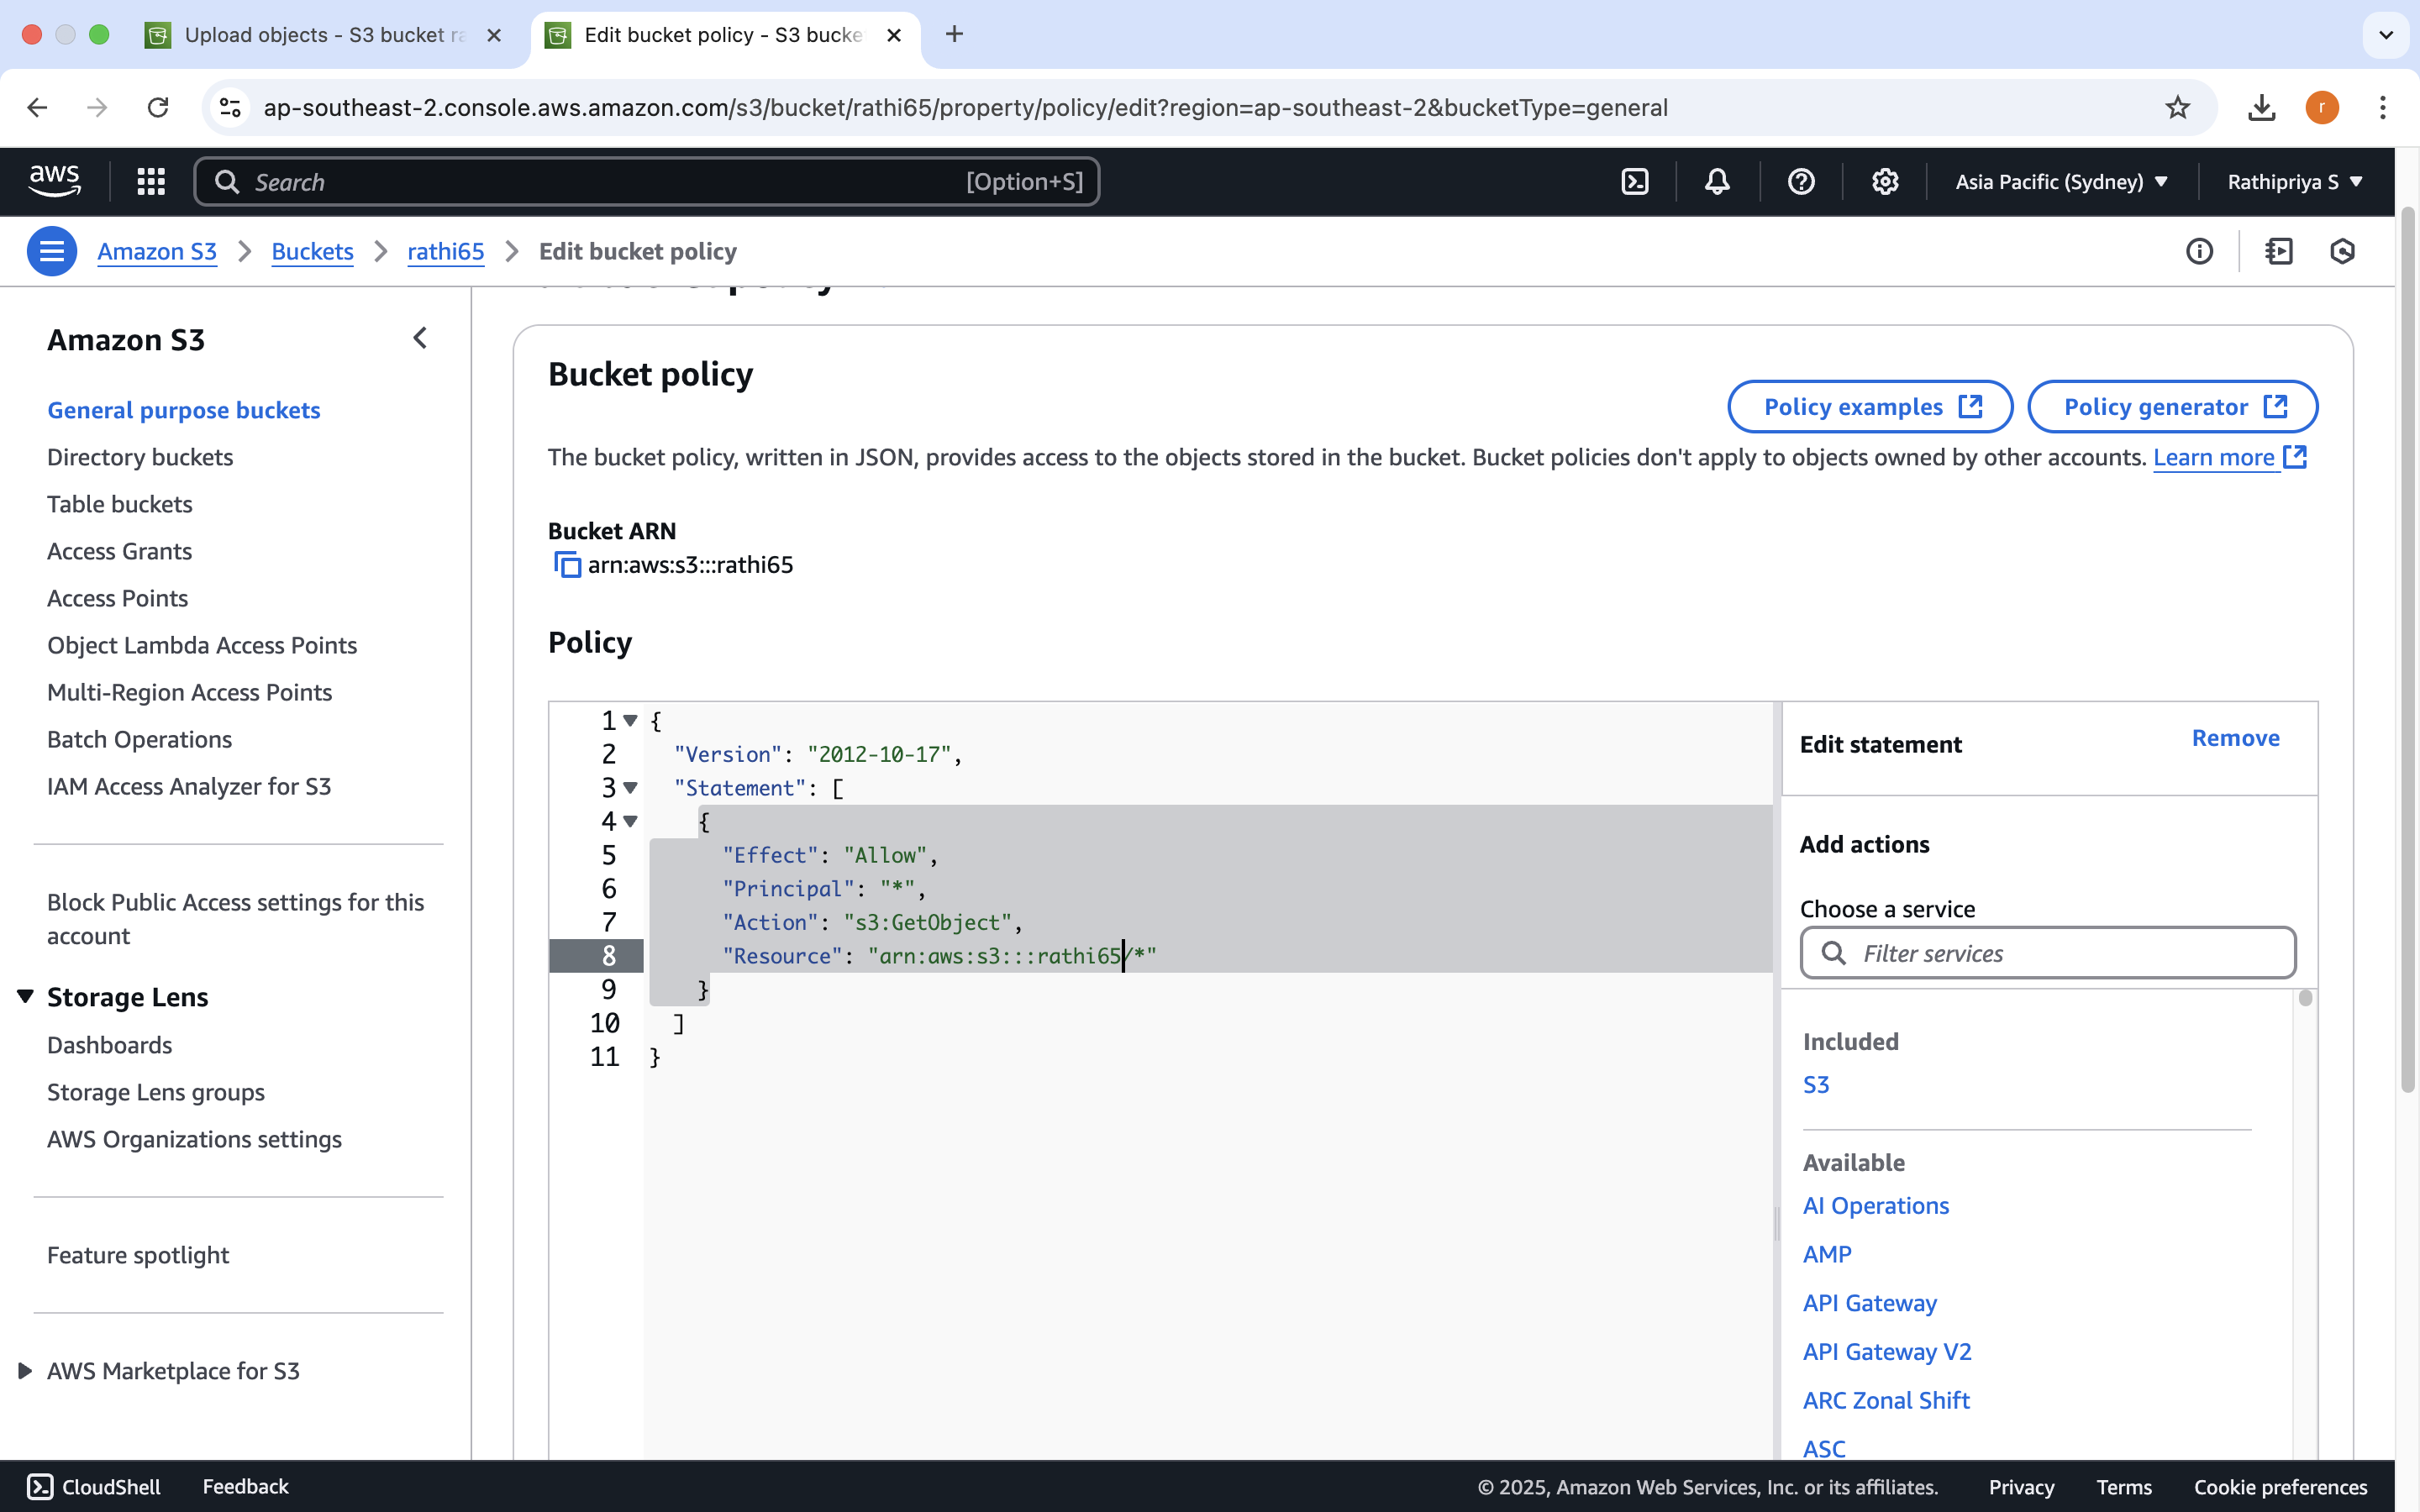 Upload objects - S3 bucket ra
Edit bucket policy - S3 bucke
ap-southeast-2.console.aws.amazon.com/s3/bucket/rathi65/property/policy/edit?region=ap-southeast-2&bucketType=general
r
aws
Search
[Option+S]
Asia Pacific (Sydney)
Rathipriya S
Amazon S3
Buckets
rathi65
Edit bucket policy
Amazon S3
General purpose buckets
Directory buckets
Table buckets
Access Grants
Access Points
Object Lambda Access Points
Multi-Region Access Points
Batch Operations
IAM Access Analyzer for S3
Block Public Access settings for this
account
Storage Lens
Dashboards
Storage Lens groups
AWS Organizations settings
Feature spotlight
AWS Marketplace for S3
Bucket policy
Policy examples
Policy generator
The bucket policy, written in JSON, provides access to the objects stored in the bucket. Bucket policies don't apply to objects owned by other accounts. Learn more
Bucket ARN
arn:aws:s3:::rathi65
Policy
1 {
2 "Version": "2012-10-17",
3 "Statement": [
4 {
5 "Effect": "Allow",
6 "Principal": "*",
7 "Action": "s3:GetObject",
8 "Resource": "arn:aws:s3:::rathi65/*"
9 }
10 ]
11 }
Edit statement
Remove
Add actions
Choose a service
Filter services
Included
S3
Available
AI Operations
AMP
API Gateway
API Gateway V2
ARC Zonal Shift
ASC
CloudShell
Feedback
© 2025, Amazon Web Services, Inc. or its affiliates.
Privacy
Terms
Cookie preferences